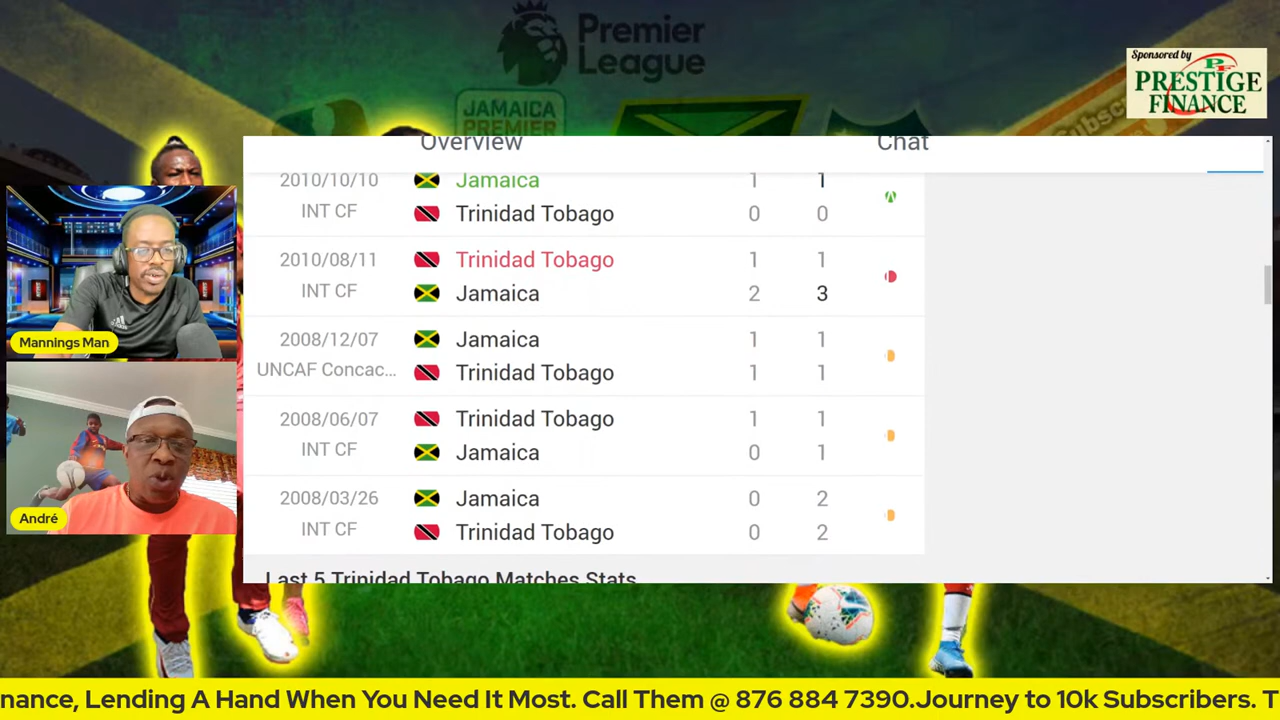 Premier
League
Sponsored by
PF
PRESTIGE
FINANCE
JAMAICA
PREMIER
Subsc
Overview
Chat
2010/10/10 Jamaica 1 1
INT CF Trinidad Tobago 0 0
2010/08/11 Trinidad Tobago 1 1
INT CF Jamaica 2 3
2008/12/07 Jamaica 1 1
UNCAF Concac... Trinidad Tobago 1 1
2008/06/07 Trinidad Tobago 1 1
INT CF Jamaica 0 1
2008/03/26 Jamaica 0 2
INT CF Trinidad Tobago 0 2
Last 5 Trinidad Tobago Matches Stats
Mannings Man
André
nance, Lending A Hand When You Need It Most. Call Them @ 876 884 7390.Journey to 10k Subscribers. T